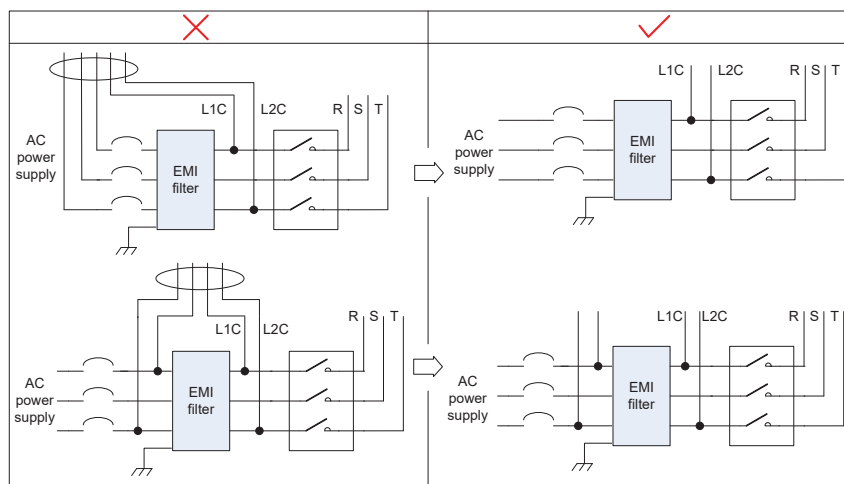 L1C
L2C
R S T
AC
power
supply
EMI
filter
L1C
L2C
R S T
AC
power
supply
EMI
filter
L1C
L2C
R S T
AC
power
supply
EMI
filter
L1C
L2C
R S T
AC
power
supply
EMI
filter